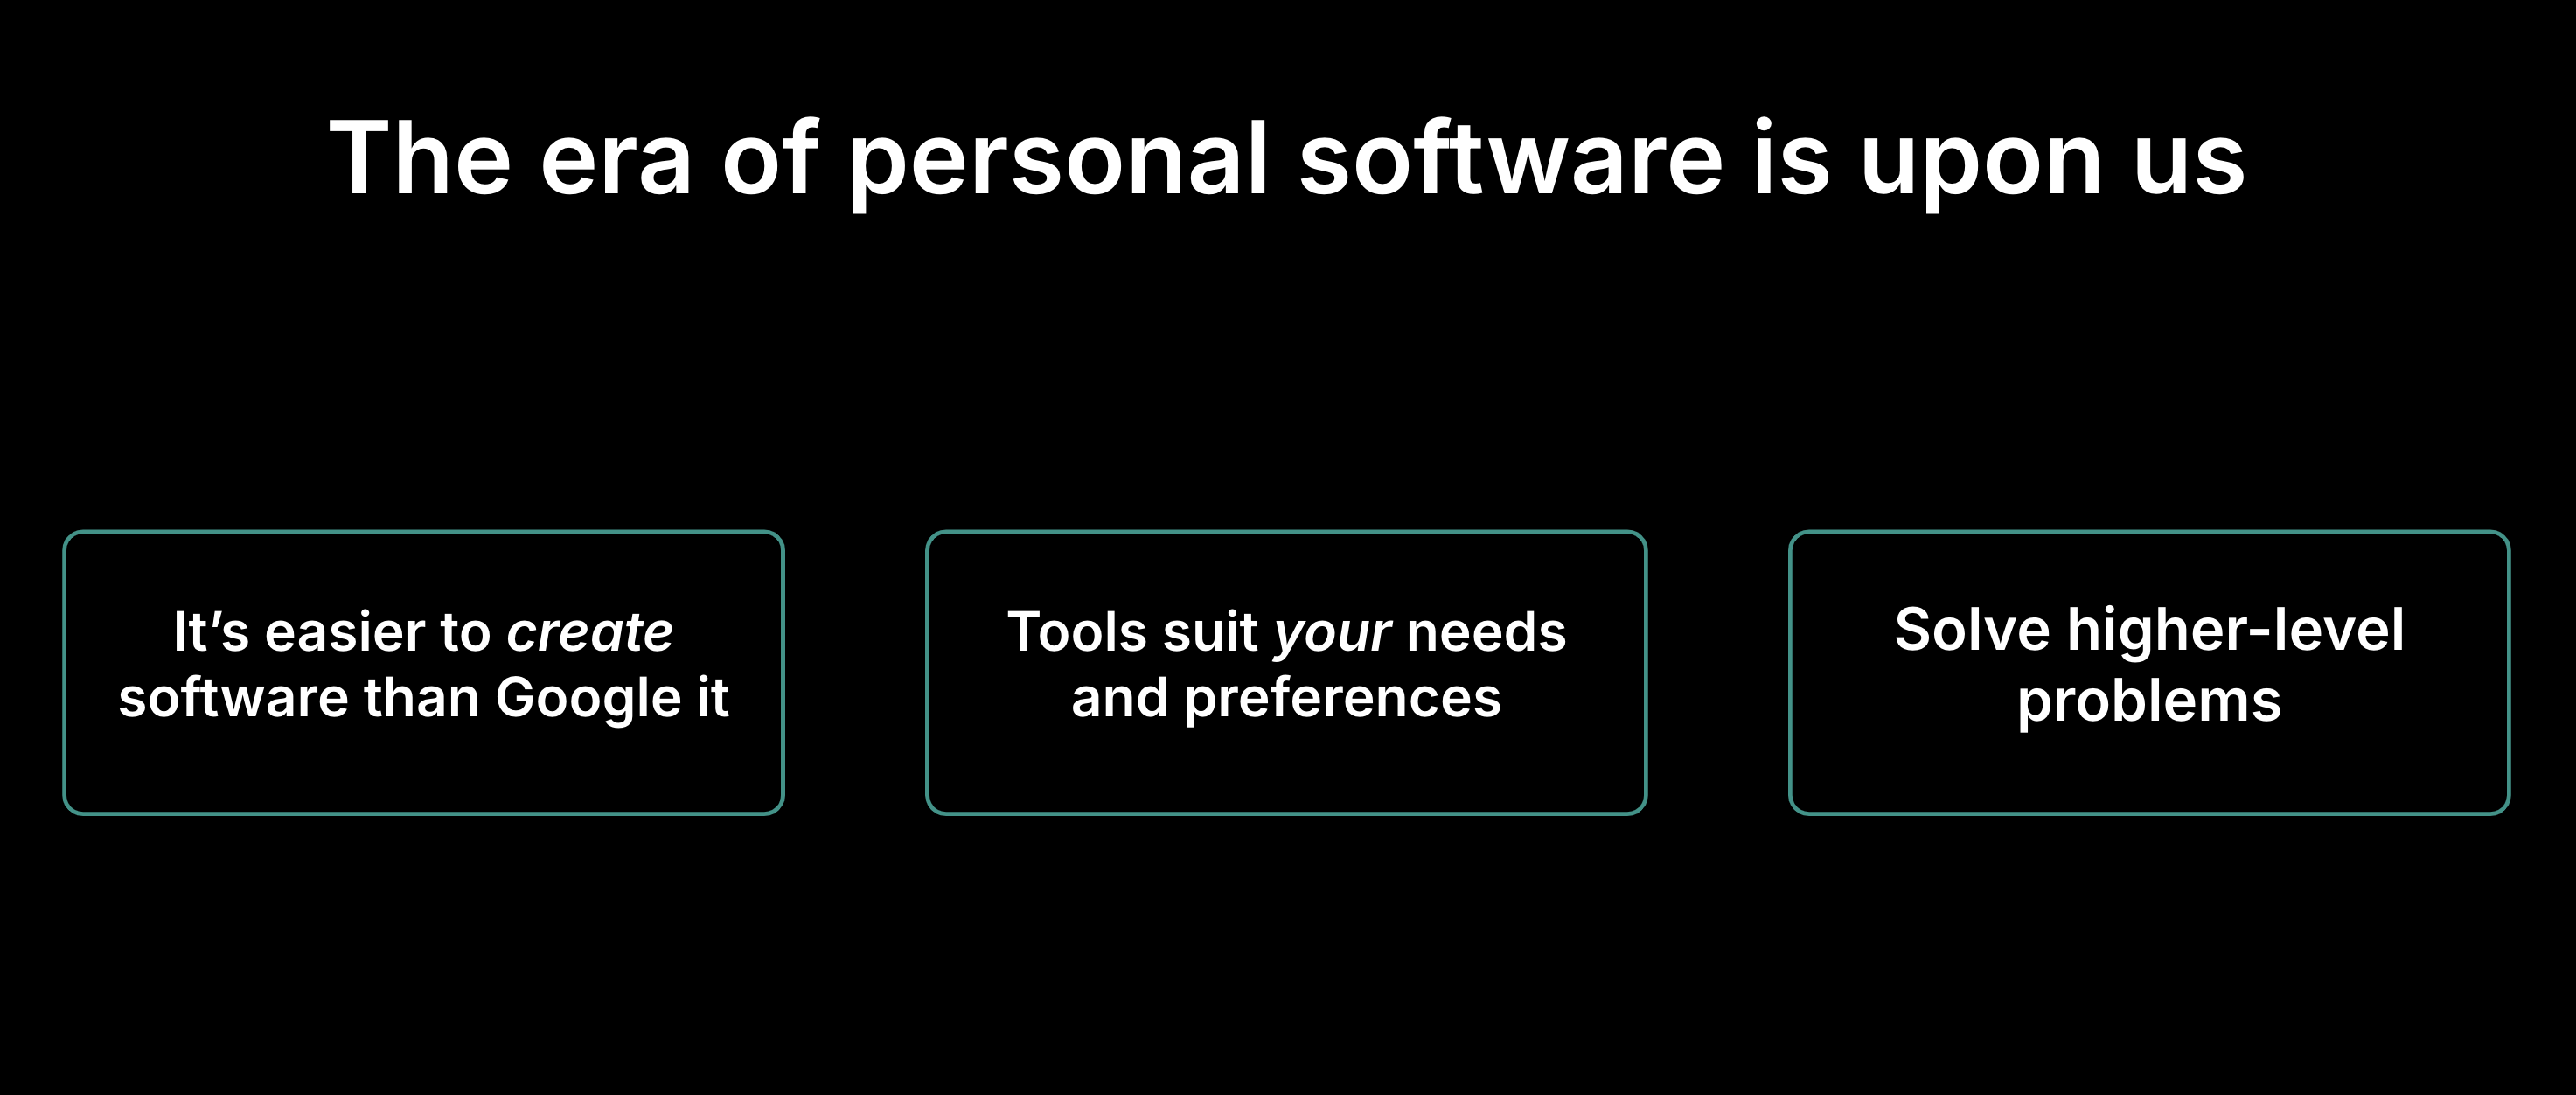 The era of personal software is upon us
It’s easier to create
software than Google it
Tools suit your needs
and preferences
Solve higher-level
problems